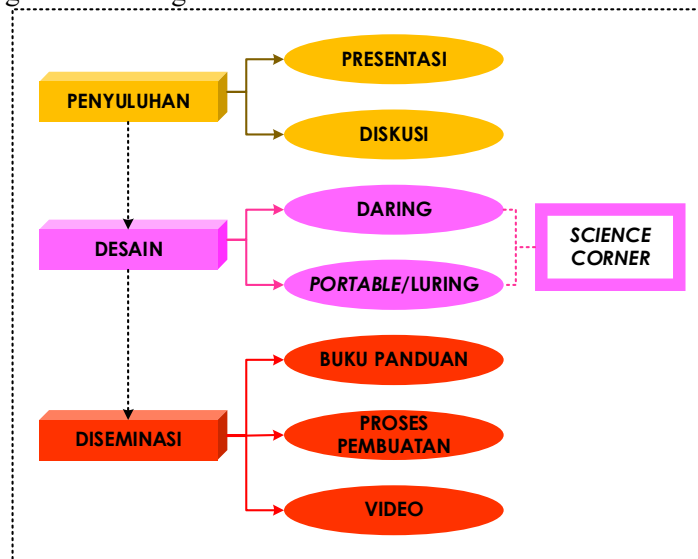 PENYULUHAN
PRESENTASI
DISKUSI
DESAIN
DARING
PORTABLE/LURING
SCIENCE
CORNER
DISEMINASI
BUKU PANDUAN
PROSES
PEMBUATAN
VIDEO